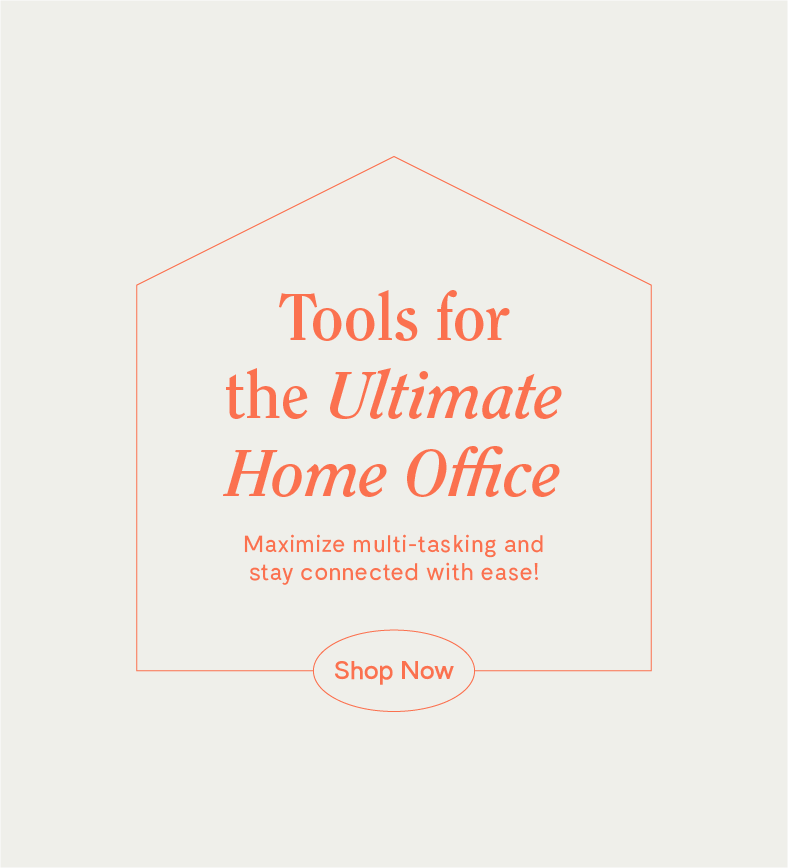 Tools for
the Ultimate
Home Office
Maximize multi-tasking and
stay connected with ease!
Shop Now